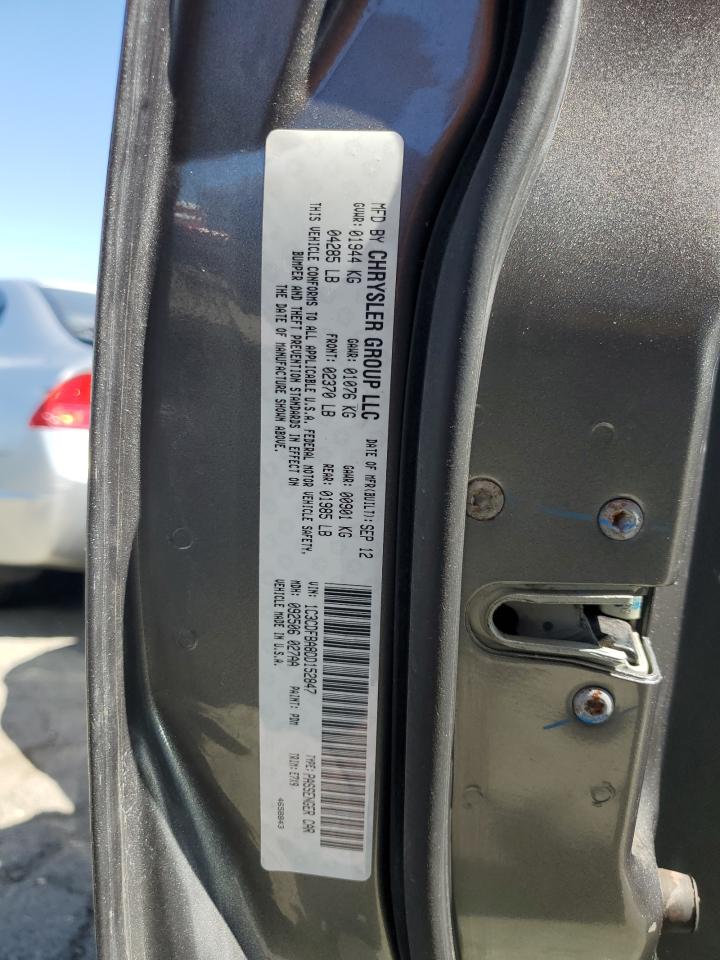 MFD BY CHRYSLER GROUP LLC DATE OF MFR(BUILT): SEP 12
GVWR: 01944 KG GAWR: 01076 KG GAWR: 00901 KG
04285 LB FRONT: 02370 LB REAR: 01985 LB
THIS VEHICLE CONFORMS TO ALL APPLICABLE U.S.A. FEDERAL MOTOR VEHICLE SAFETY,
BUMPER AND THEFT PREVENTION STANDARDS IN EFFECT ON
THE DATE OF MANUFACTURE SHOWN ABOVE.
VIN: 1C3CDFBA8DD152847 TYPE: PASSENGER CAR
MDH: 092506 027AA PAINT: PDM TRIM: E7X9
VEHICLE MADE IN U.S.A. 4658843